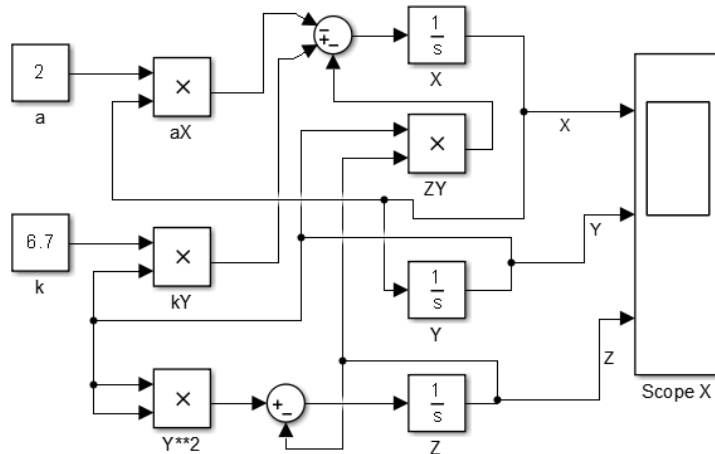 2
a
×
aX
−
+
−
1
s
X
X
×
ZY
6.7
k
×
kY
1
s
Y
Y
×
Y**2
+
−
1
s
Z
Z
Scope X